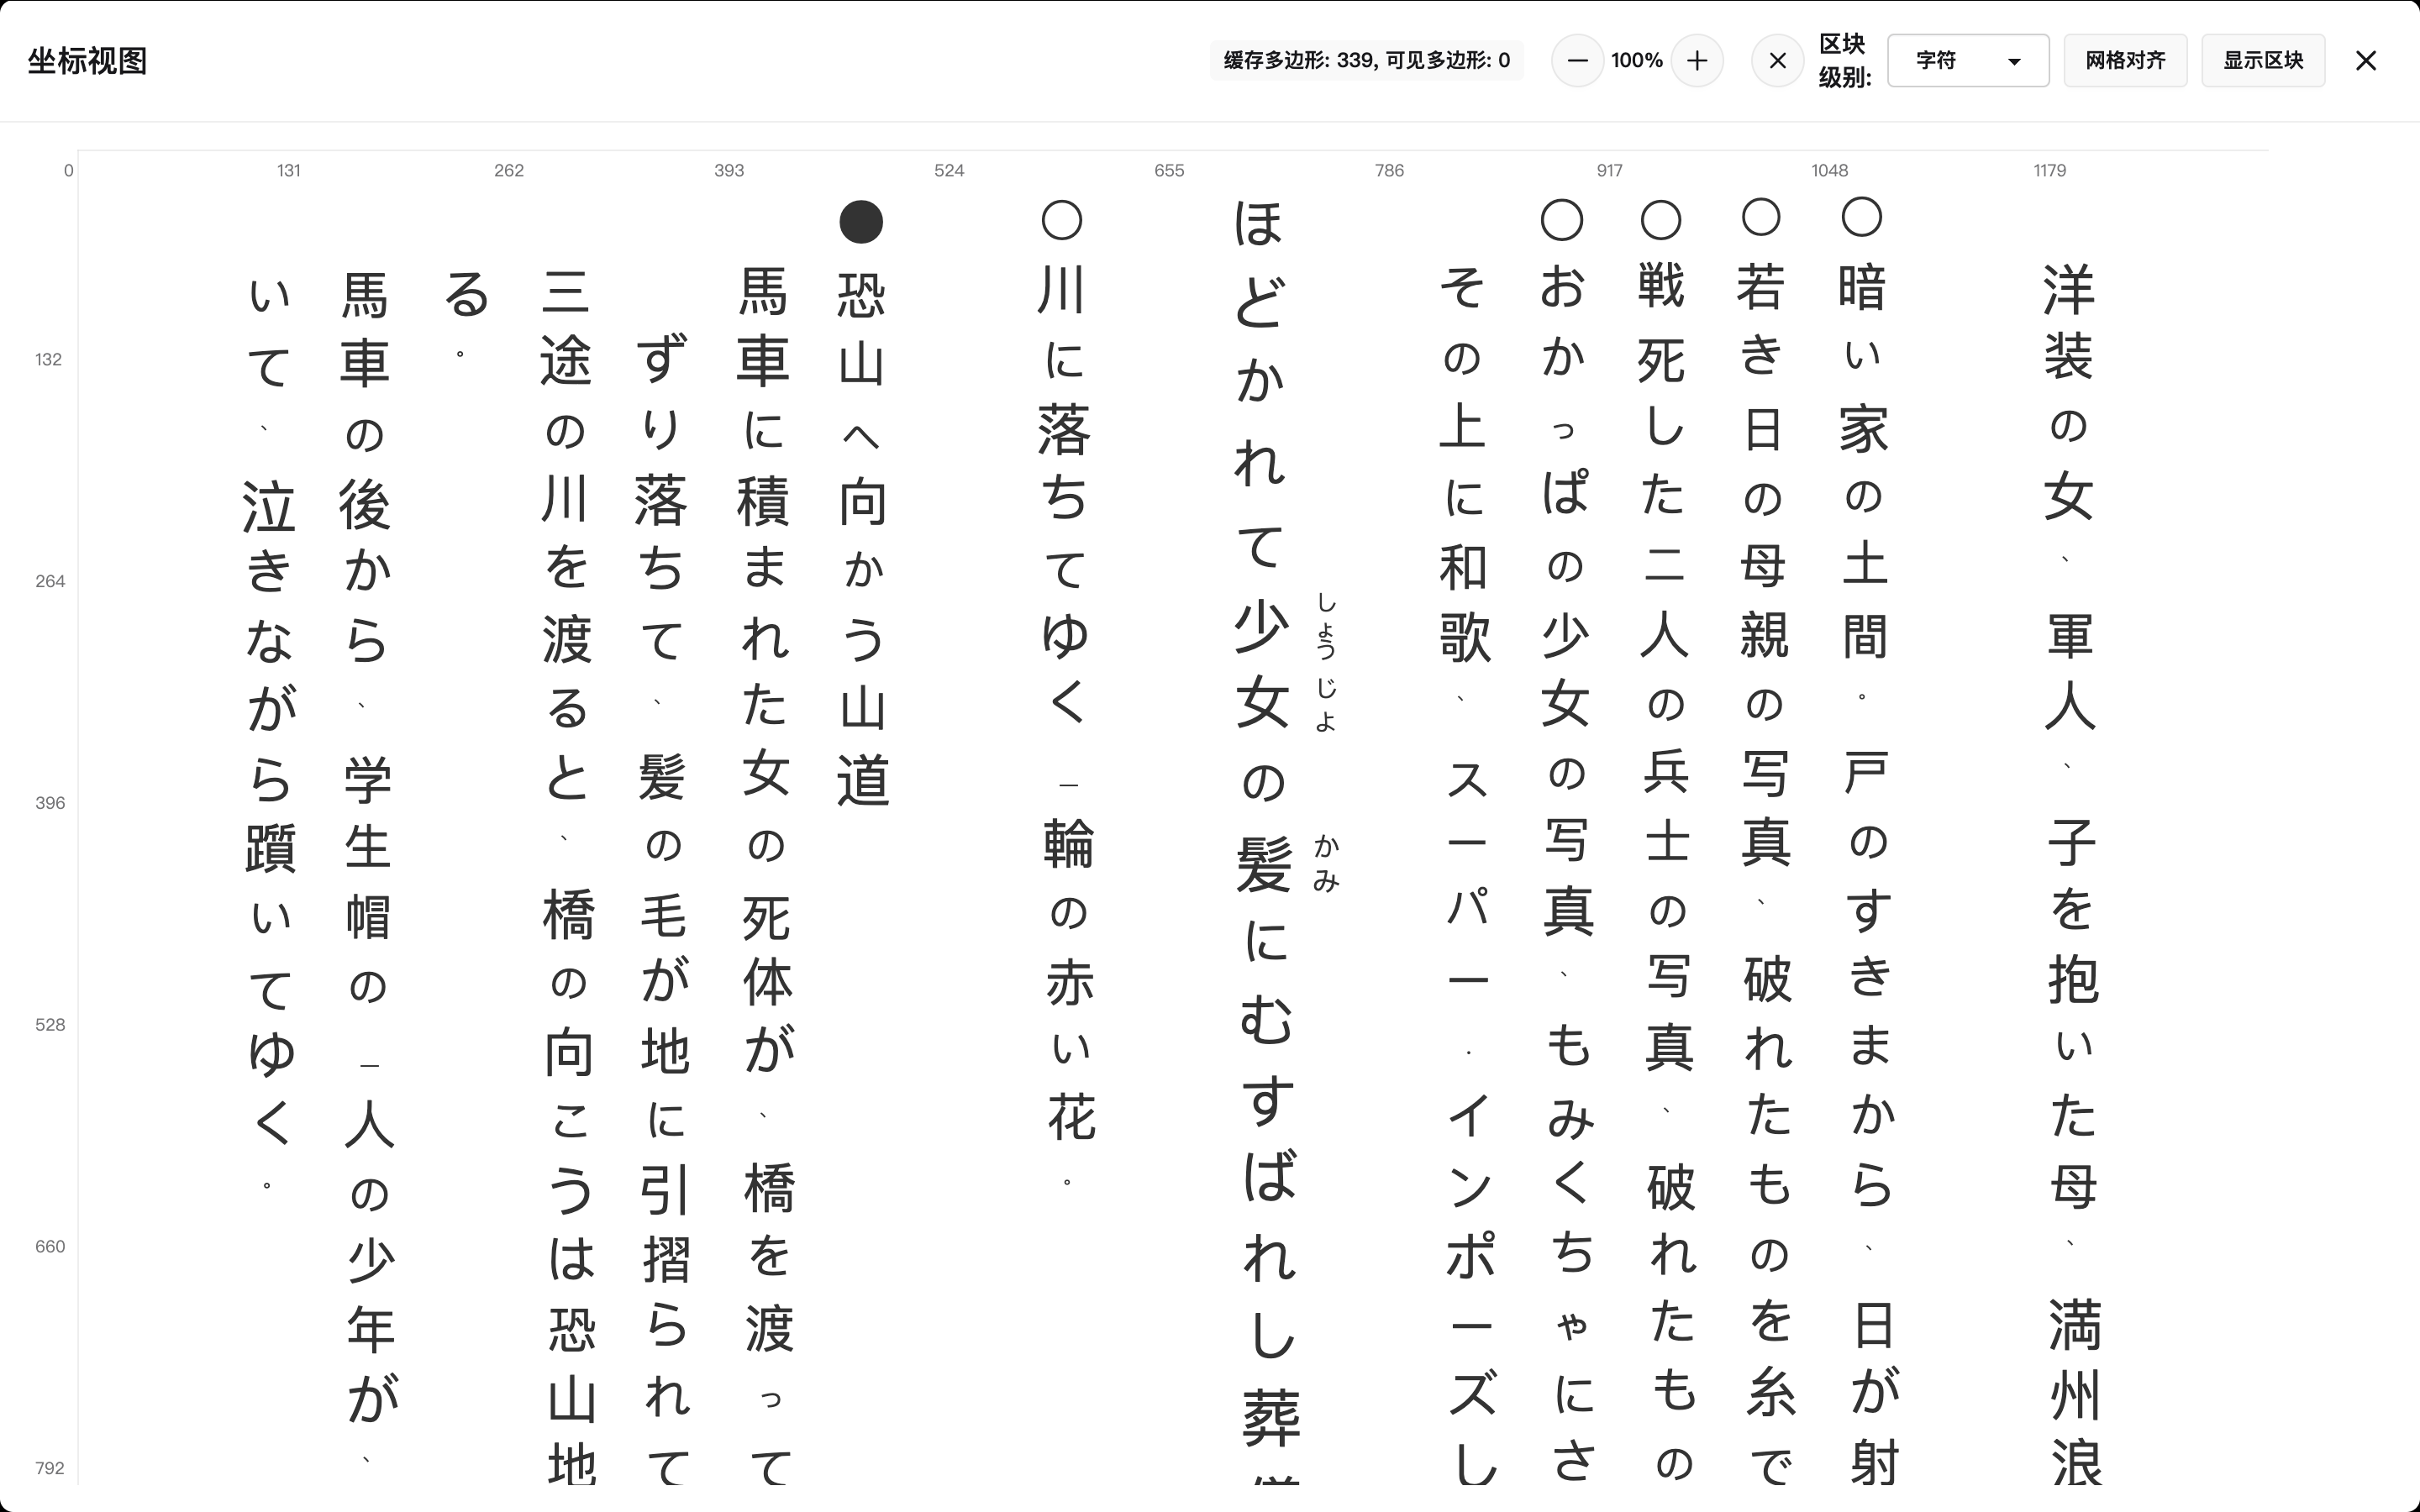 坐标视图
缓存多边形: 339, 可见多边形: 0
100%
区块级别:
字符
网格对齐
显示区块
0 131 262 393 524 655 786 917 1048 1179
132
264
396
528
660
792
洋装の女、軍人、子を抱いた母、満州浪
○暗い家の土間。戸のすきまから、日が射
○若き日の母親の写真、破れたものを糸で
○戦死した二人の兵士の写真、破れたもの
○おかっぱの少女の写真、もみくちゃにさ
その上に和歌、スーパー・インポーズし
しょうじよ かみ
ほどかれて少女の髪にむすばれし葬
○川に落ちてゆく一輪の赤い花。
●恐山へ向かう山道
馬車に積まれた女の死体が、橋を渡って
ずり落ちて、髪の毛が地に引摺られて
三途の川を渡ると、橋の向こうは恐山地
る。
馬車の後から、学生帽の一人の少年が、
いて、泣きながら躓いてゆく。